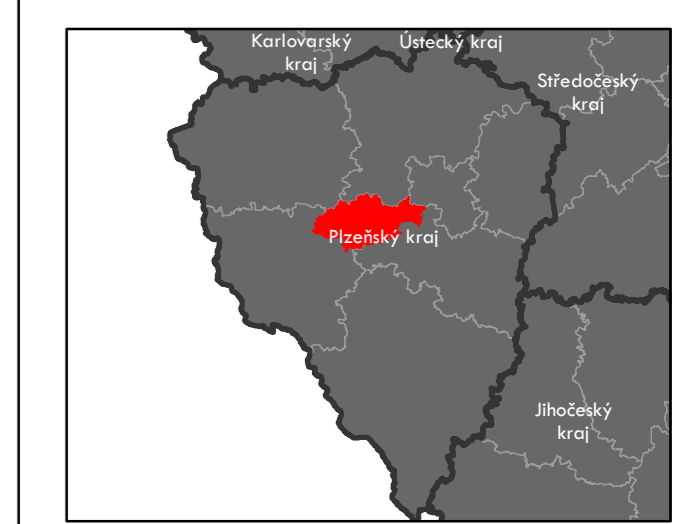 Karlovarský
kraj
Ústecký kraj
Středočeský
kraj
Plzeňský kraj
Jihočeský
kraj